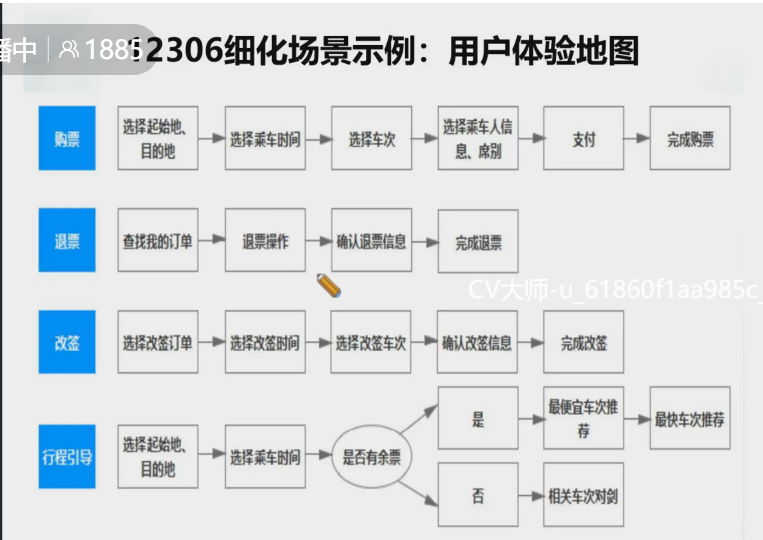 播中 1885
12306细化场景示例：用户体验地图
购票
选择起始地、
目的地
选择乘车时间
选择车次
选择乘车人信
息、席别
支付
完成购票
退票
查找我的订单
退票操作
确认退票信息
完成退票
CV大师-u_61860f1aa985c_
改签
选择改签订单
选择改签时间
选择改签车次
确认改签信息
完成改签
行程引导
选择起始地、
目的地
选择乘车时间
是否有余票
是
最便宜车次推
荐
最快车次推荐
否
相关车次对剑